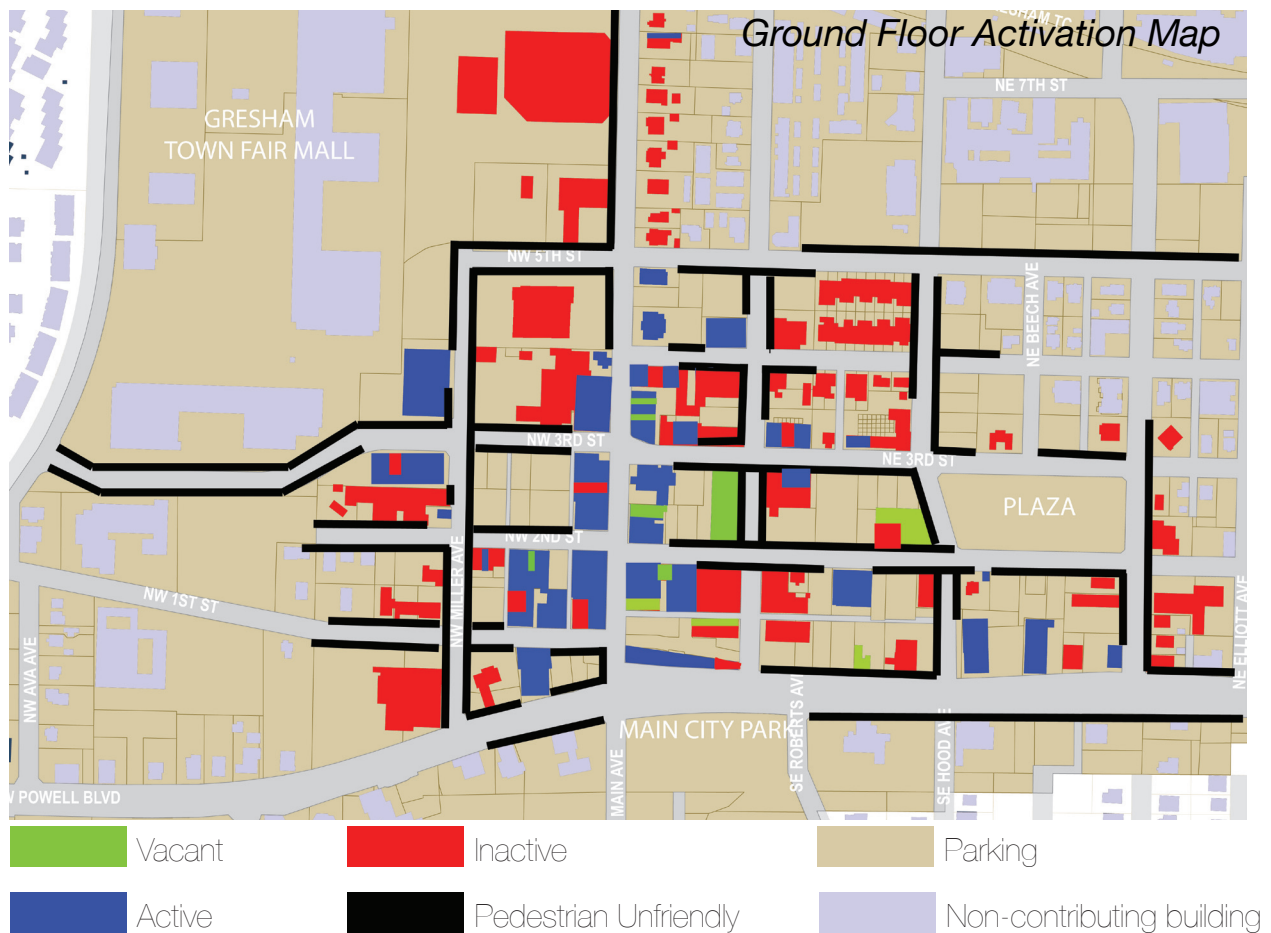 Ground Floor Activation Map
NE 7TH ST
GRESHAM
TOWN FAIR MALL
NW 5TH ST
NE BEECH AVE
NW 3RD ST
NE 3RD ST
PLAZA
NW 2ND ST
NW MILLER AVE
NW 1ST ST
NW AVA AVE
NE ELLIOTT AVE
MAIN CITY PARK
MAIN AVE
SE ROBERTS AVE
SE HOOD AVE
W POWELL BLVD
Vacant
Inactive
Parking
Active
Pedestrian Unfriendly
Non-contributing building